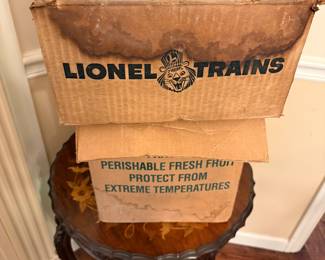 LIONEL TRAINS
PERISHABLE FRESH FRUIT
PROTECT FROM
EXTREME TEMPERATURES